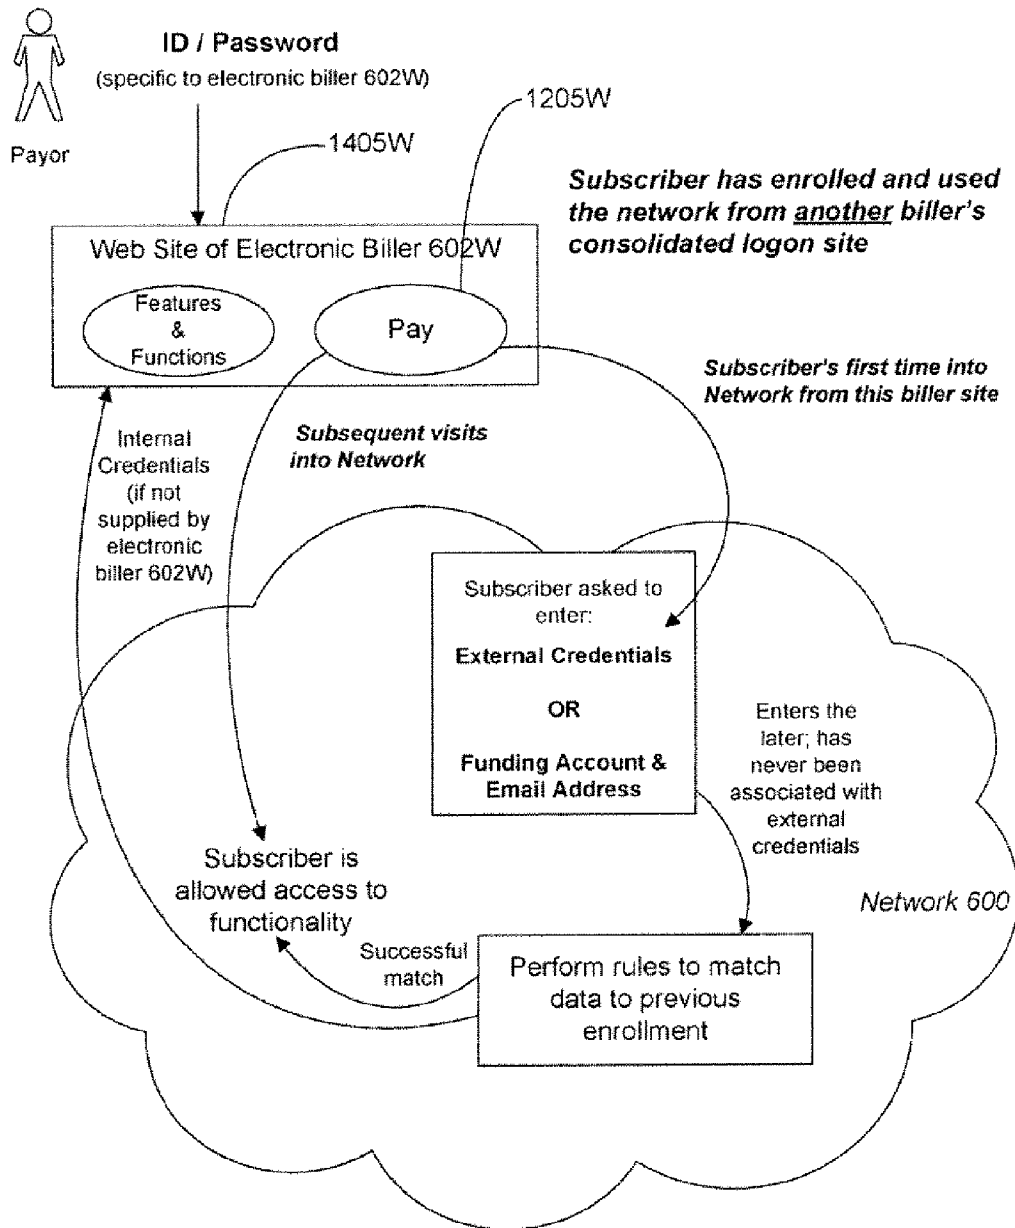 ID / Password
(specific to electronic biller 602W)
Payor
1205W
1405W
Subscriber has enrolled and used
the network from another biller's
consolidated logon site
Web Site of Electronic Biller 602W
Features
&
Functions
Pay
Subscriber's first time into
Network from this biller site
Internal
Credentials
(if not
supplied by
electronic
biller 602W)
Subsequent visits
into Network
Subscriber asked to
enter:
External Credentials
OR
Funding Account &
Email Address
Enters the
later; has
never been
associated with
external
credentials
Subscriber is
allowed access to
functionality
Network 600
Successful
match
Perform rules to match
data to previous
enrollment